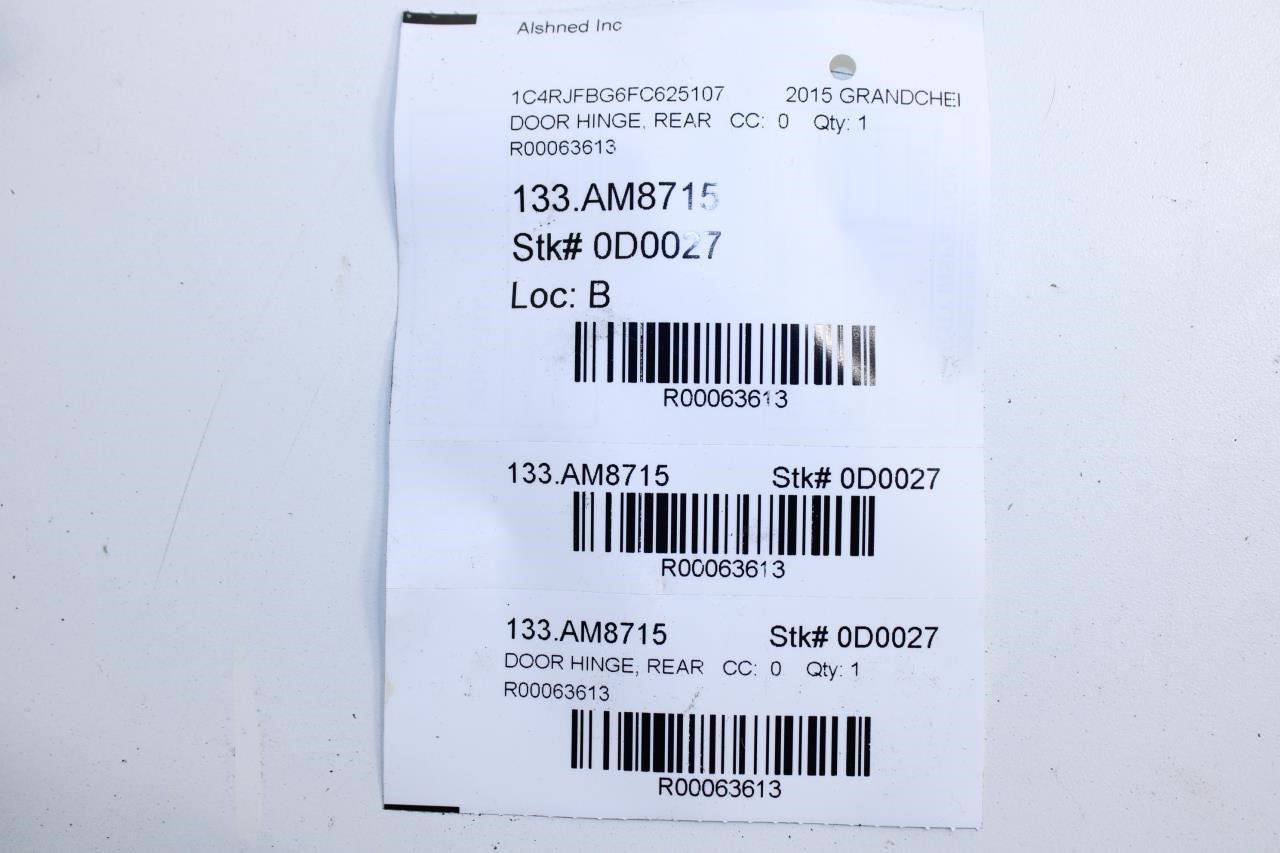 Alshned Inc
1C4RJFBG6FC625107 2015 GRANDCHEI
DOOR HINGE, REAR CC: 0 Qty: 1
R00063613
133.AM8715
Stk# 0D0027
Loc: B
R00063613
133.AM8715 Stk# 0D0027
R00063613
133.AM8715 Stk# 0D0027
DOOR HINGE, REAR CC: 0 Qty: 1
R00063613
R00063613